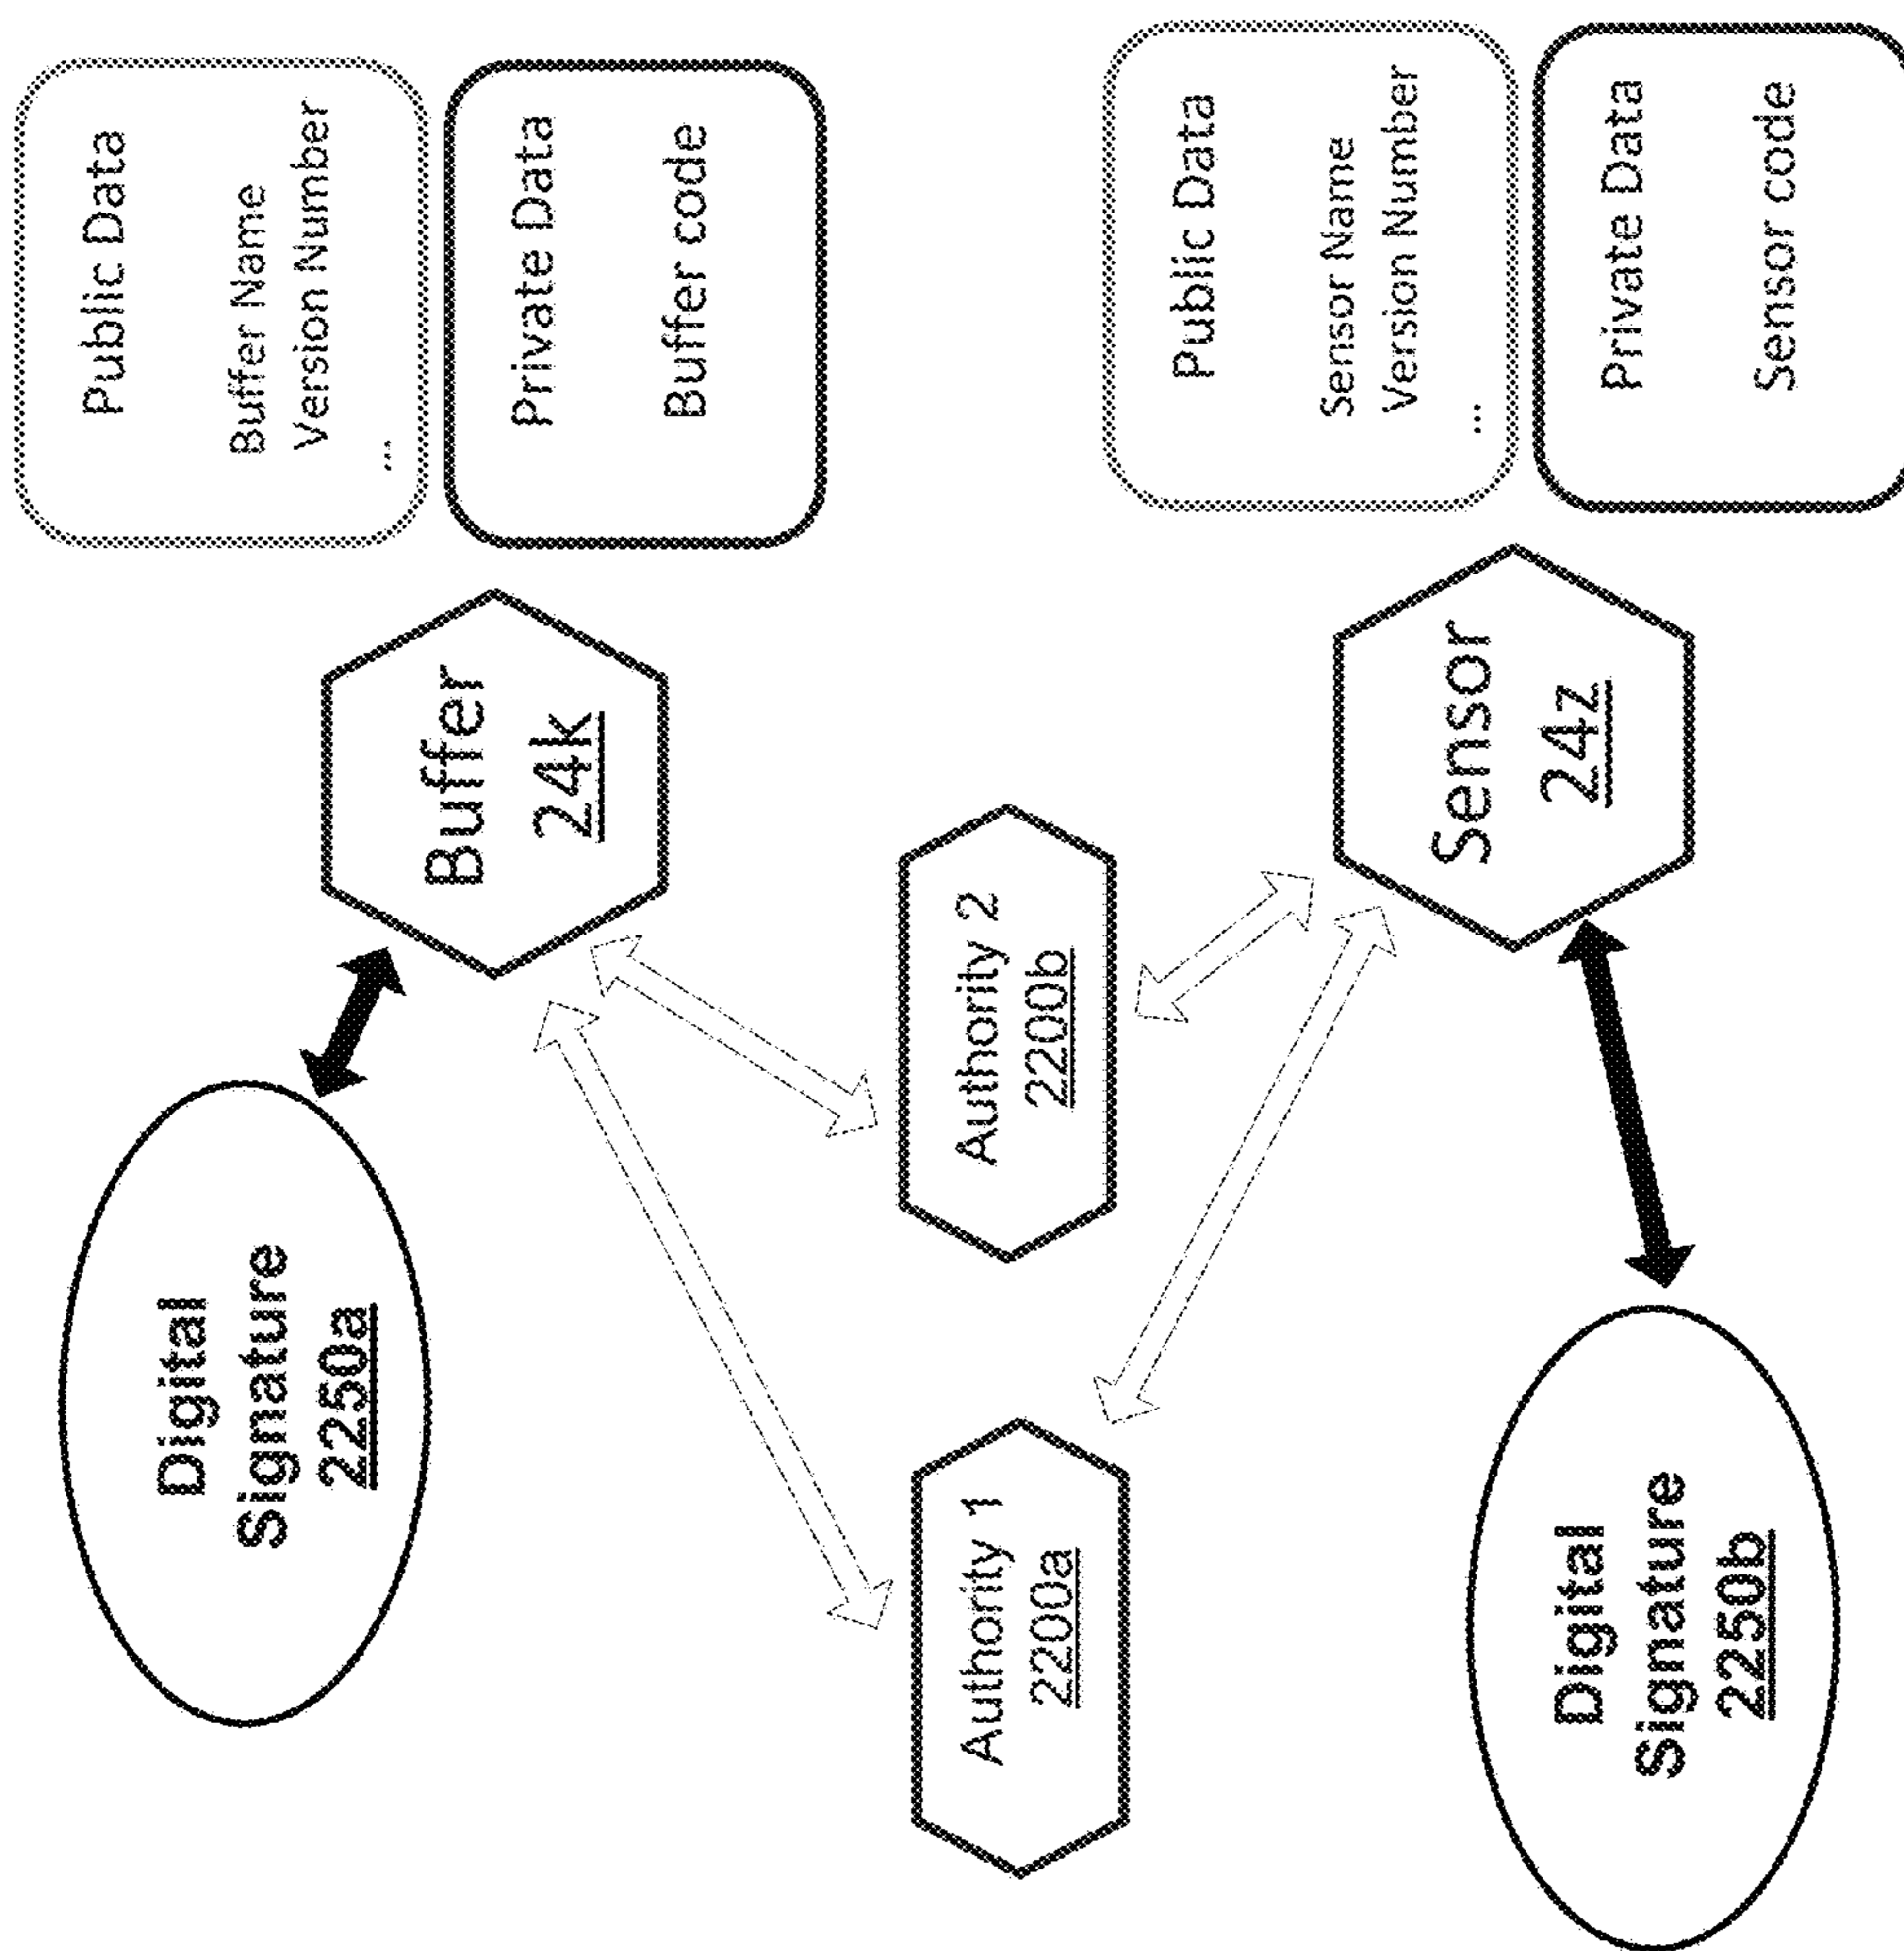 Public Data
Buffer Name
Version Number
...
Private Data
Buffer code
Public Data
Sensor Name
Version Number
...
Private Data
Sensor code
Buffer
24k
Sensor
24z
Authority 2
2200b
Authority 1
2200a
Digital
Signature
2250a
Digital
Signature
2250b